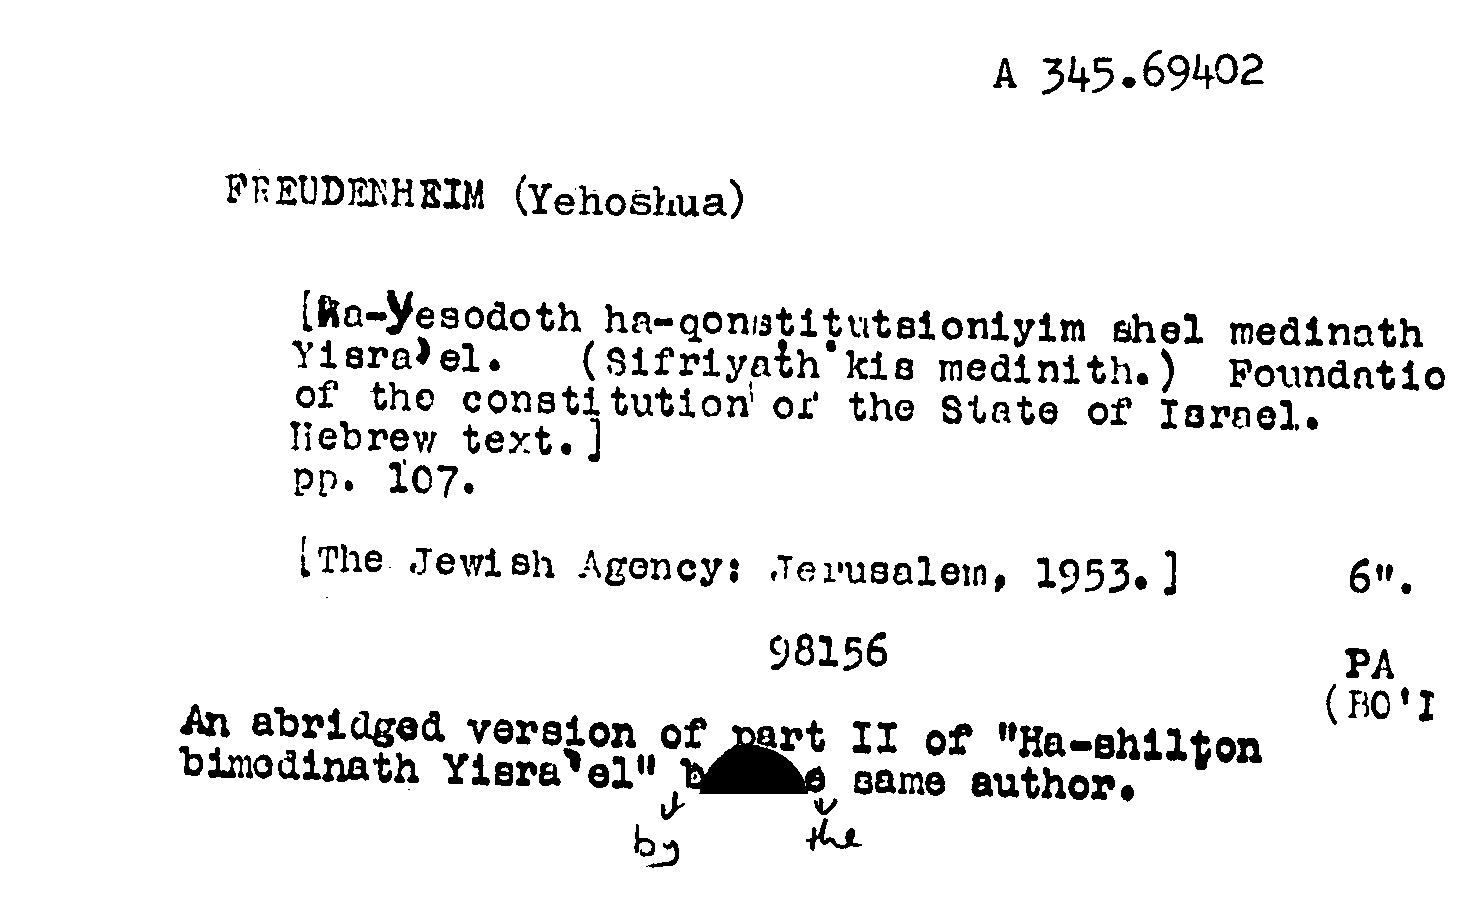 A 345.69402
FREUDENHEIM (Yehoshua)
[Ha-Yesodoth ha-qonstitutsioniyim shel medinath
Yisra'el. (Sifriyath kis medinith.) Foundatio
of the constitution of the State of Israel.
Hebrew text.]
pp. 107.
[The Jewish Agency: Jerusalem, 1953.] 6".
98156 PA
(BO'I
An abridged version of part II of "Ha-shilton
bimedinath Yisra'el" same author.
by the